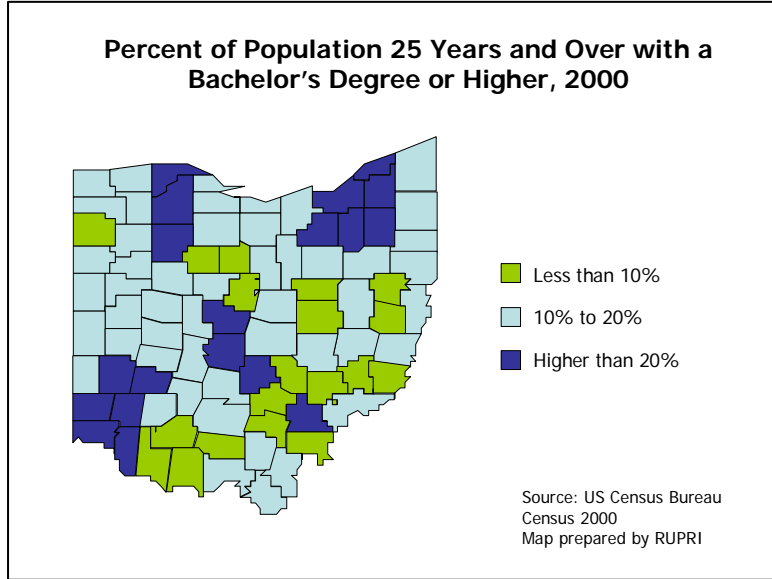 Percent of Population 25 Years and Over with a
Bachelor's Degree or Higher, 2000
Less than 10%
10% to 20%
Higher than 20%
Source: US Census Bureau
Census 2000
Map prepared by RUPRI